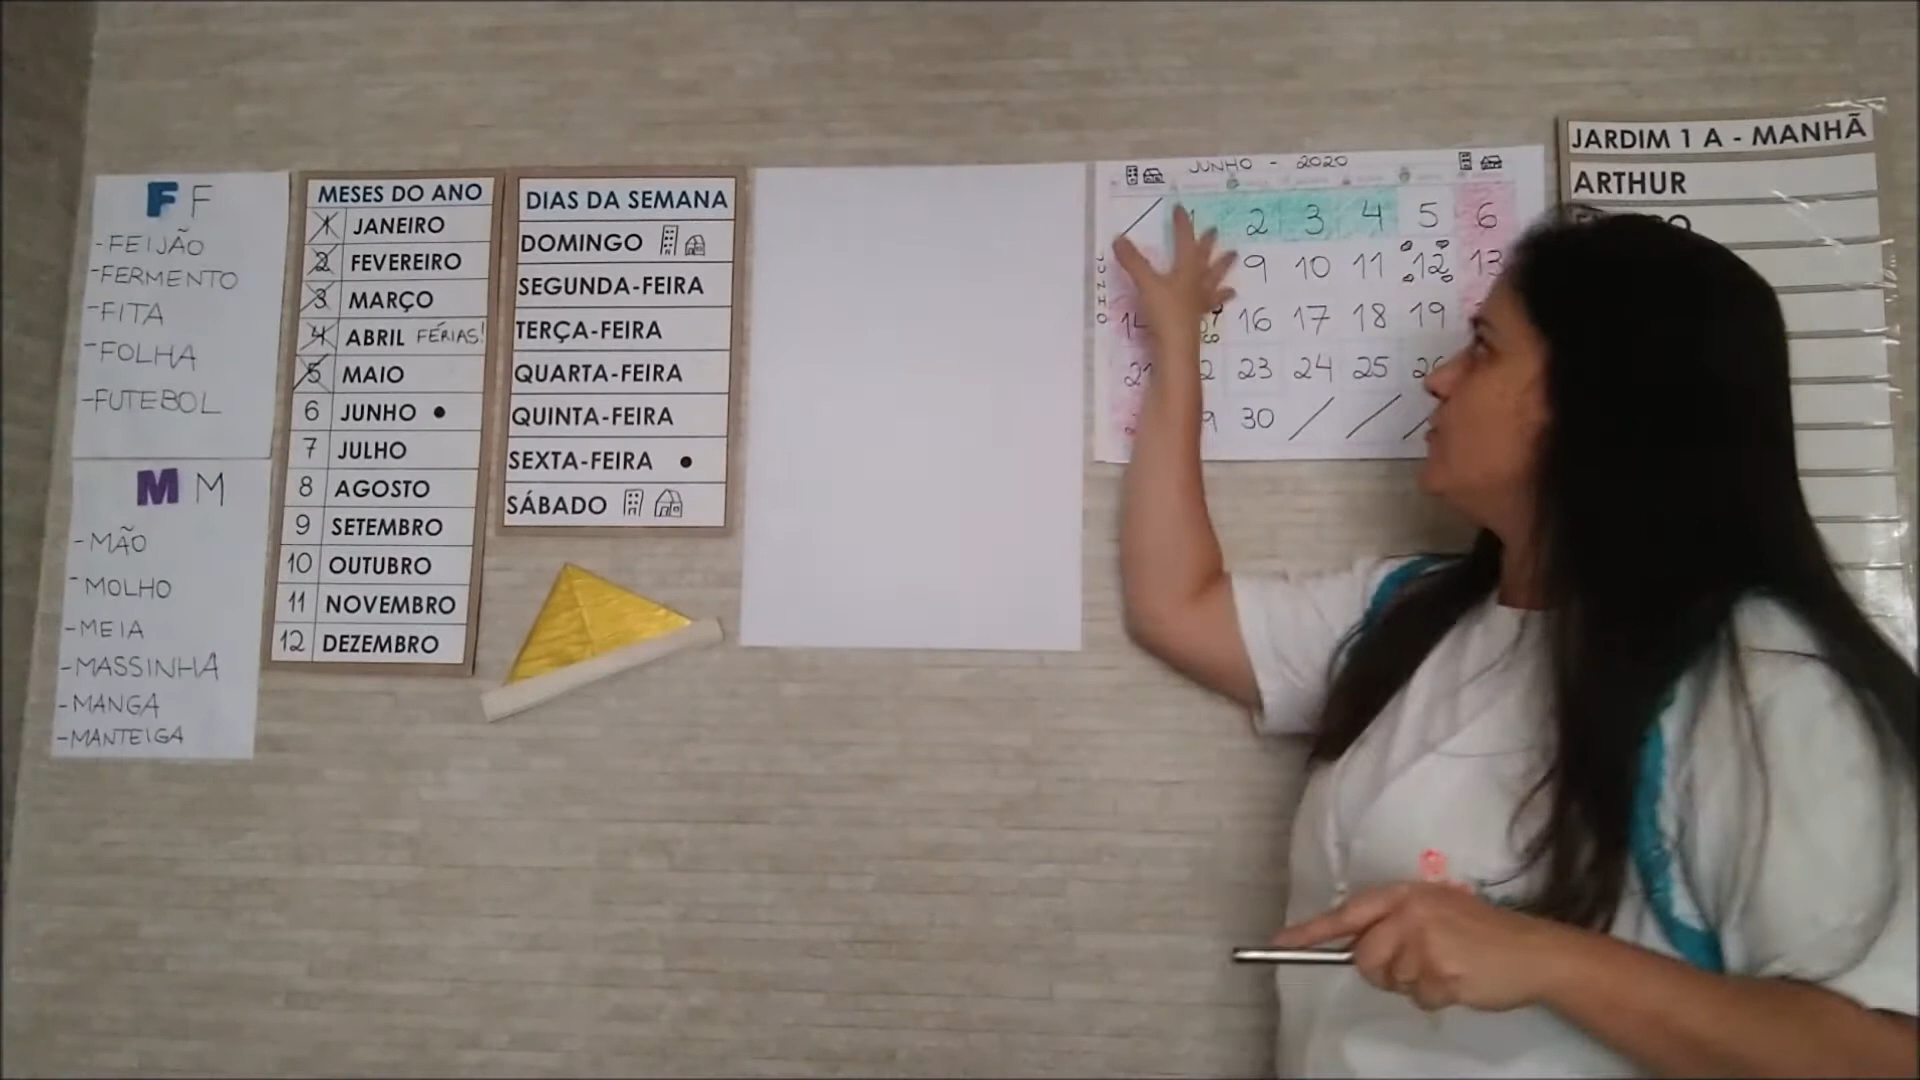 F F
-FEIJÃO
-FERMENTO
-FITA
-FOLHA
-FUTEBOL
M M
-MÃO
-MOLHO
-MEIA
-MASSINHA
-MANGA
-MANTEIGA
MESES DO ANO
1 JANEIRO
2 FEVEREIRO
3 MARÇO
4 ABRIL FÉRIAS!
5 MAIO
6 JUNHO ●
7 JULHO
8 AGOSTO
9 SETEMBRO
10 OUTUBRO
11 NOVEMBRO
12 DEZEMBRO
DIAS DA SEMANA
DOMINGO
SEGUNDA-FEIRA
TERÇA-FEIRA
QUARTA-FEIRA
QUINTA-FEIRA
SEXTA-FEIRA ●
SÁBADO
JUNHO - 2020
JUNHO
1 2 3 4 5 6
9 10 11 12 13
14 16 17 18 19
21 23 24 25
30
JARDIM 1 A - MANHÃ
ARTHUR